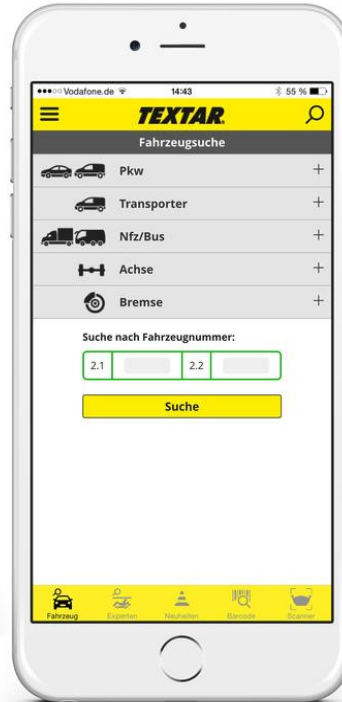 Vodafone.de 14:43 55 %
TEXTAR
Fahrzeugsuche
Pkw +
Transporter +
Nfz/Bus +
Achse +
Bremse +
Suche nach Fahrzeugnummer:
2.1 2.2
Suche
Fahrzeug Experten Neuheiten Barcode Scanner